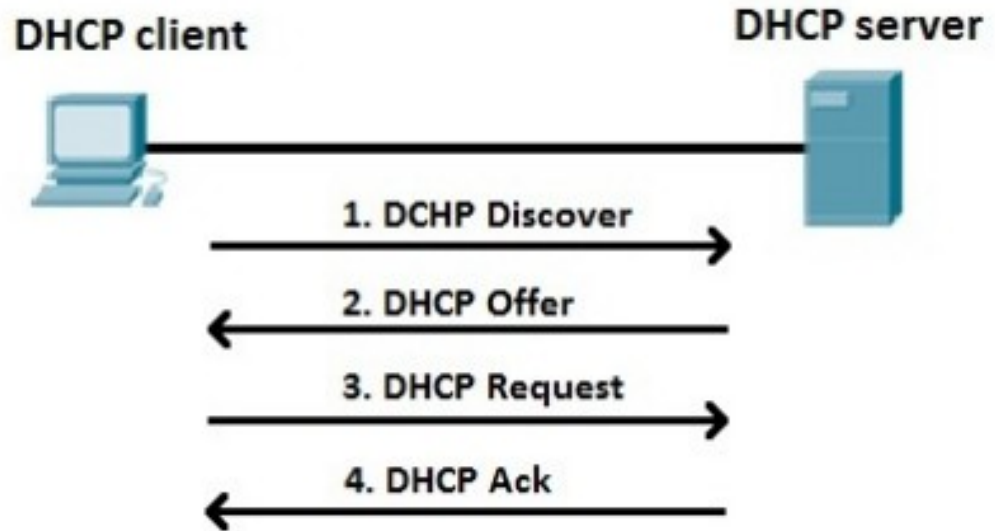 DHCP client
DHCP server
1. DCHP Discover
2. DHCP Offer
3. DHCP Request
4. DHCP Ack